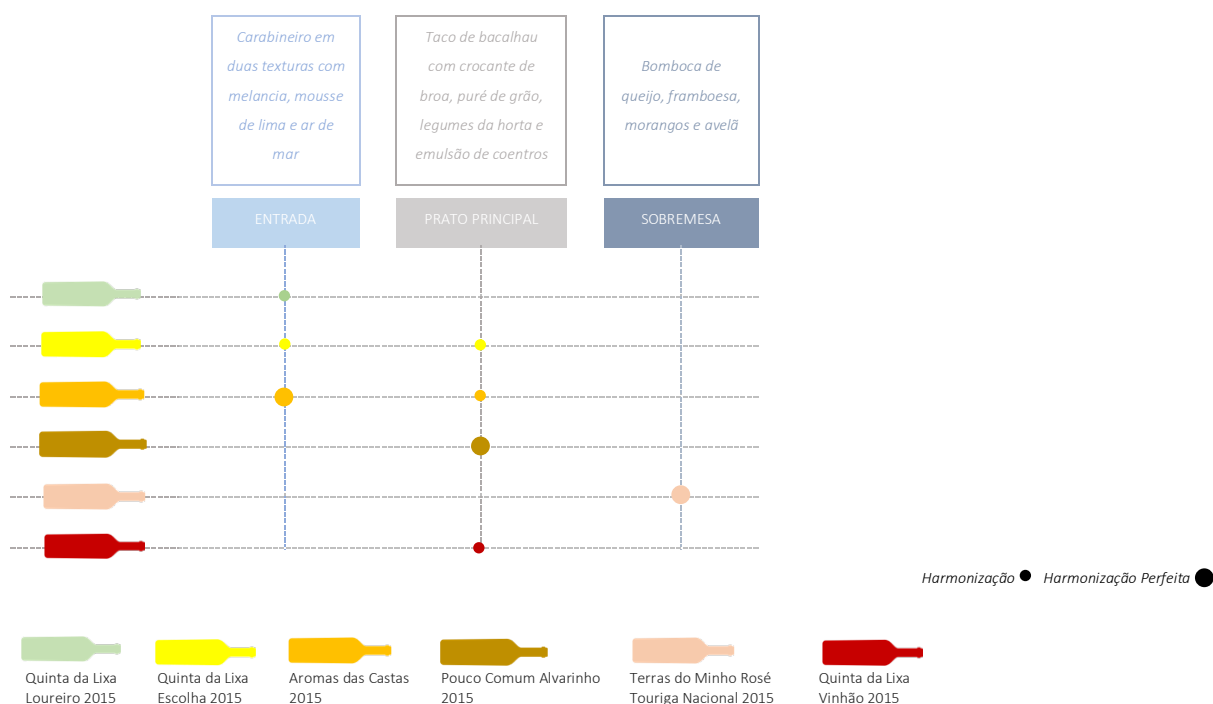 Carabineiro em
duas texturas com
melancia, mousse
de lima e ar de
mar
Taco de bacalhau
com crocante de
broa, puré de grão,
legumes da horta e
emulsão de coentros
Bomboca de
queijo, framboesa,
morangos e avelã
ENTRADA
PRATO PRINCIPAL
SOBREMESA
Harmonização
Harmonização Perfeita
Quinta da Lixa
Loureiro 2015
Quinta da Lixa
Escolha 2015
Aromas das Castas
2015
Pouco Comum Alvarinho
2015
Terras do Minho Rosé
Touriga Nacional 2015
Quinta da Lixa
Vinhão 2015